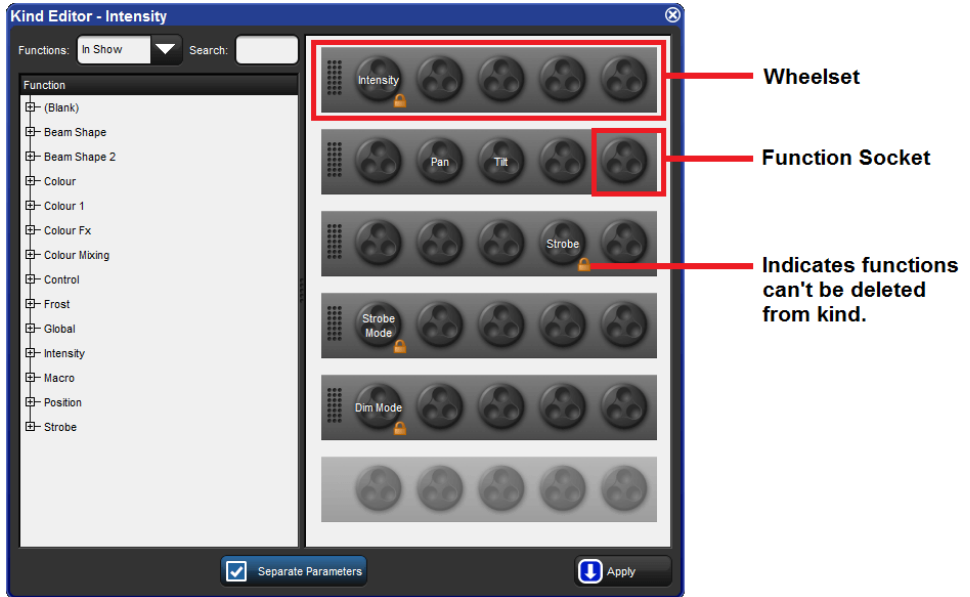 Kind Editor - Intensity
Functions: In Show Search:
Function
(Blank)
Beam Shape
Beam Shape 2
Colour
Colour 1
Colour Fx
Colour Mixing
Control
Frost
Global
Intensity
Macro
Position
Strobe
Intensity
Pan Tilt
Strobe
Strobe
Mode
Dim Mode
Separate Parameters
Apply
Wheelset
Function Socket
Indicates functions
can't be deleted
from kind.